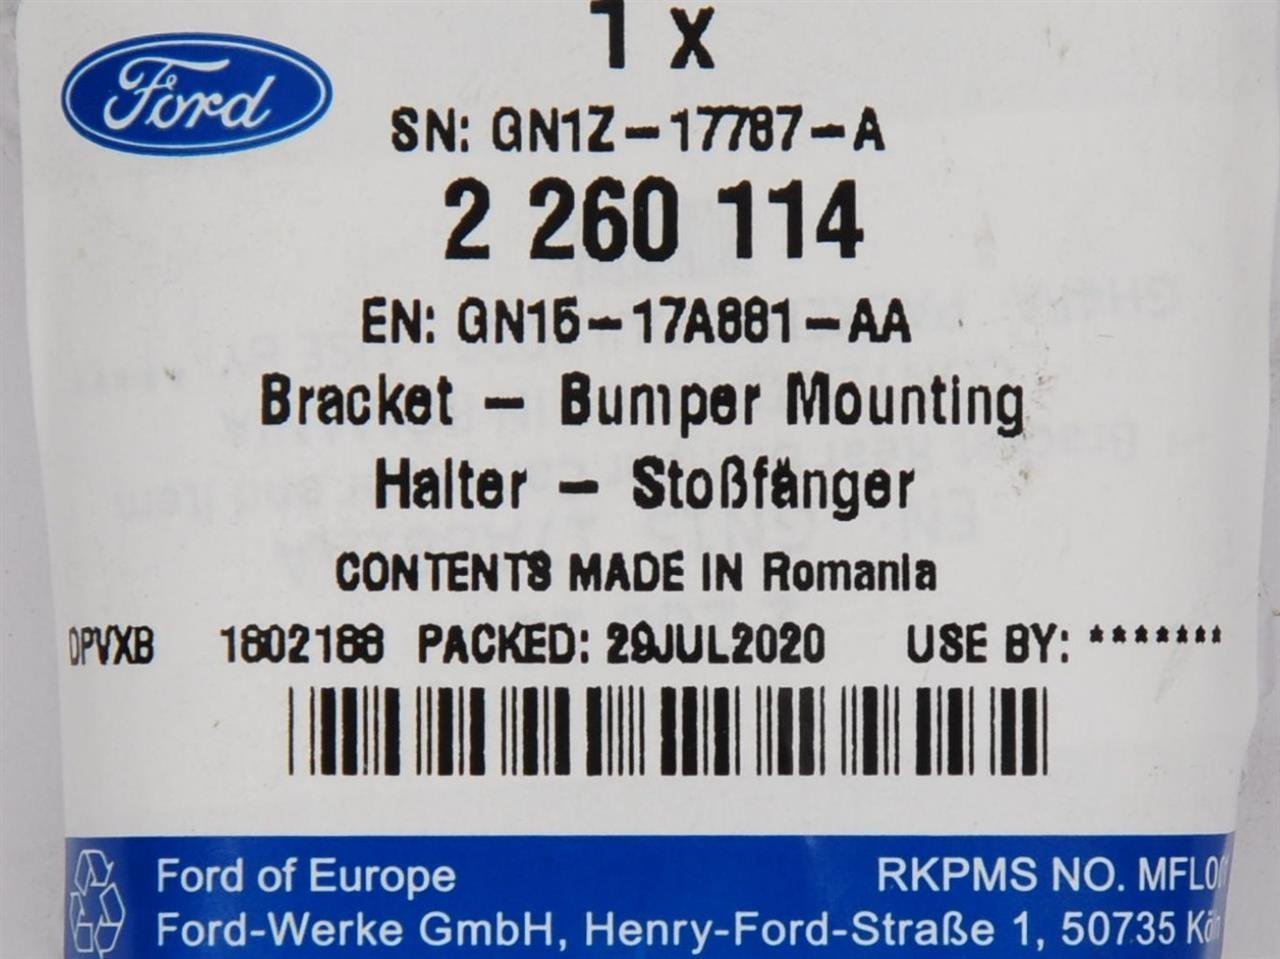 1 x
Ford
SN: GN1Z-17787-A
2 260 114
EN: GN15-17A881-AA
Bracket - Bumper Mounting
Halter - Stoßfänger
CONTENTS MADE IN Romania
DPVXB 1802188 PACKED: 29JUL2020 USE BY: *******
Ford of Europe RKPMS NO.
Ford-Werke GmbH, Henry-Ford-Straße 1, 50735 Köln